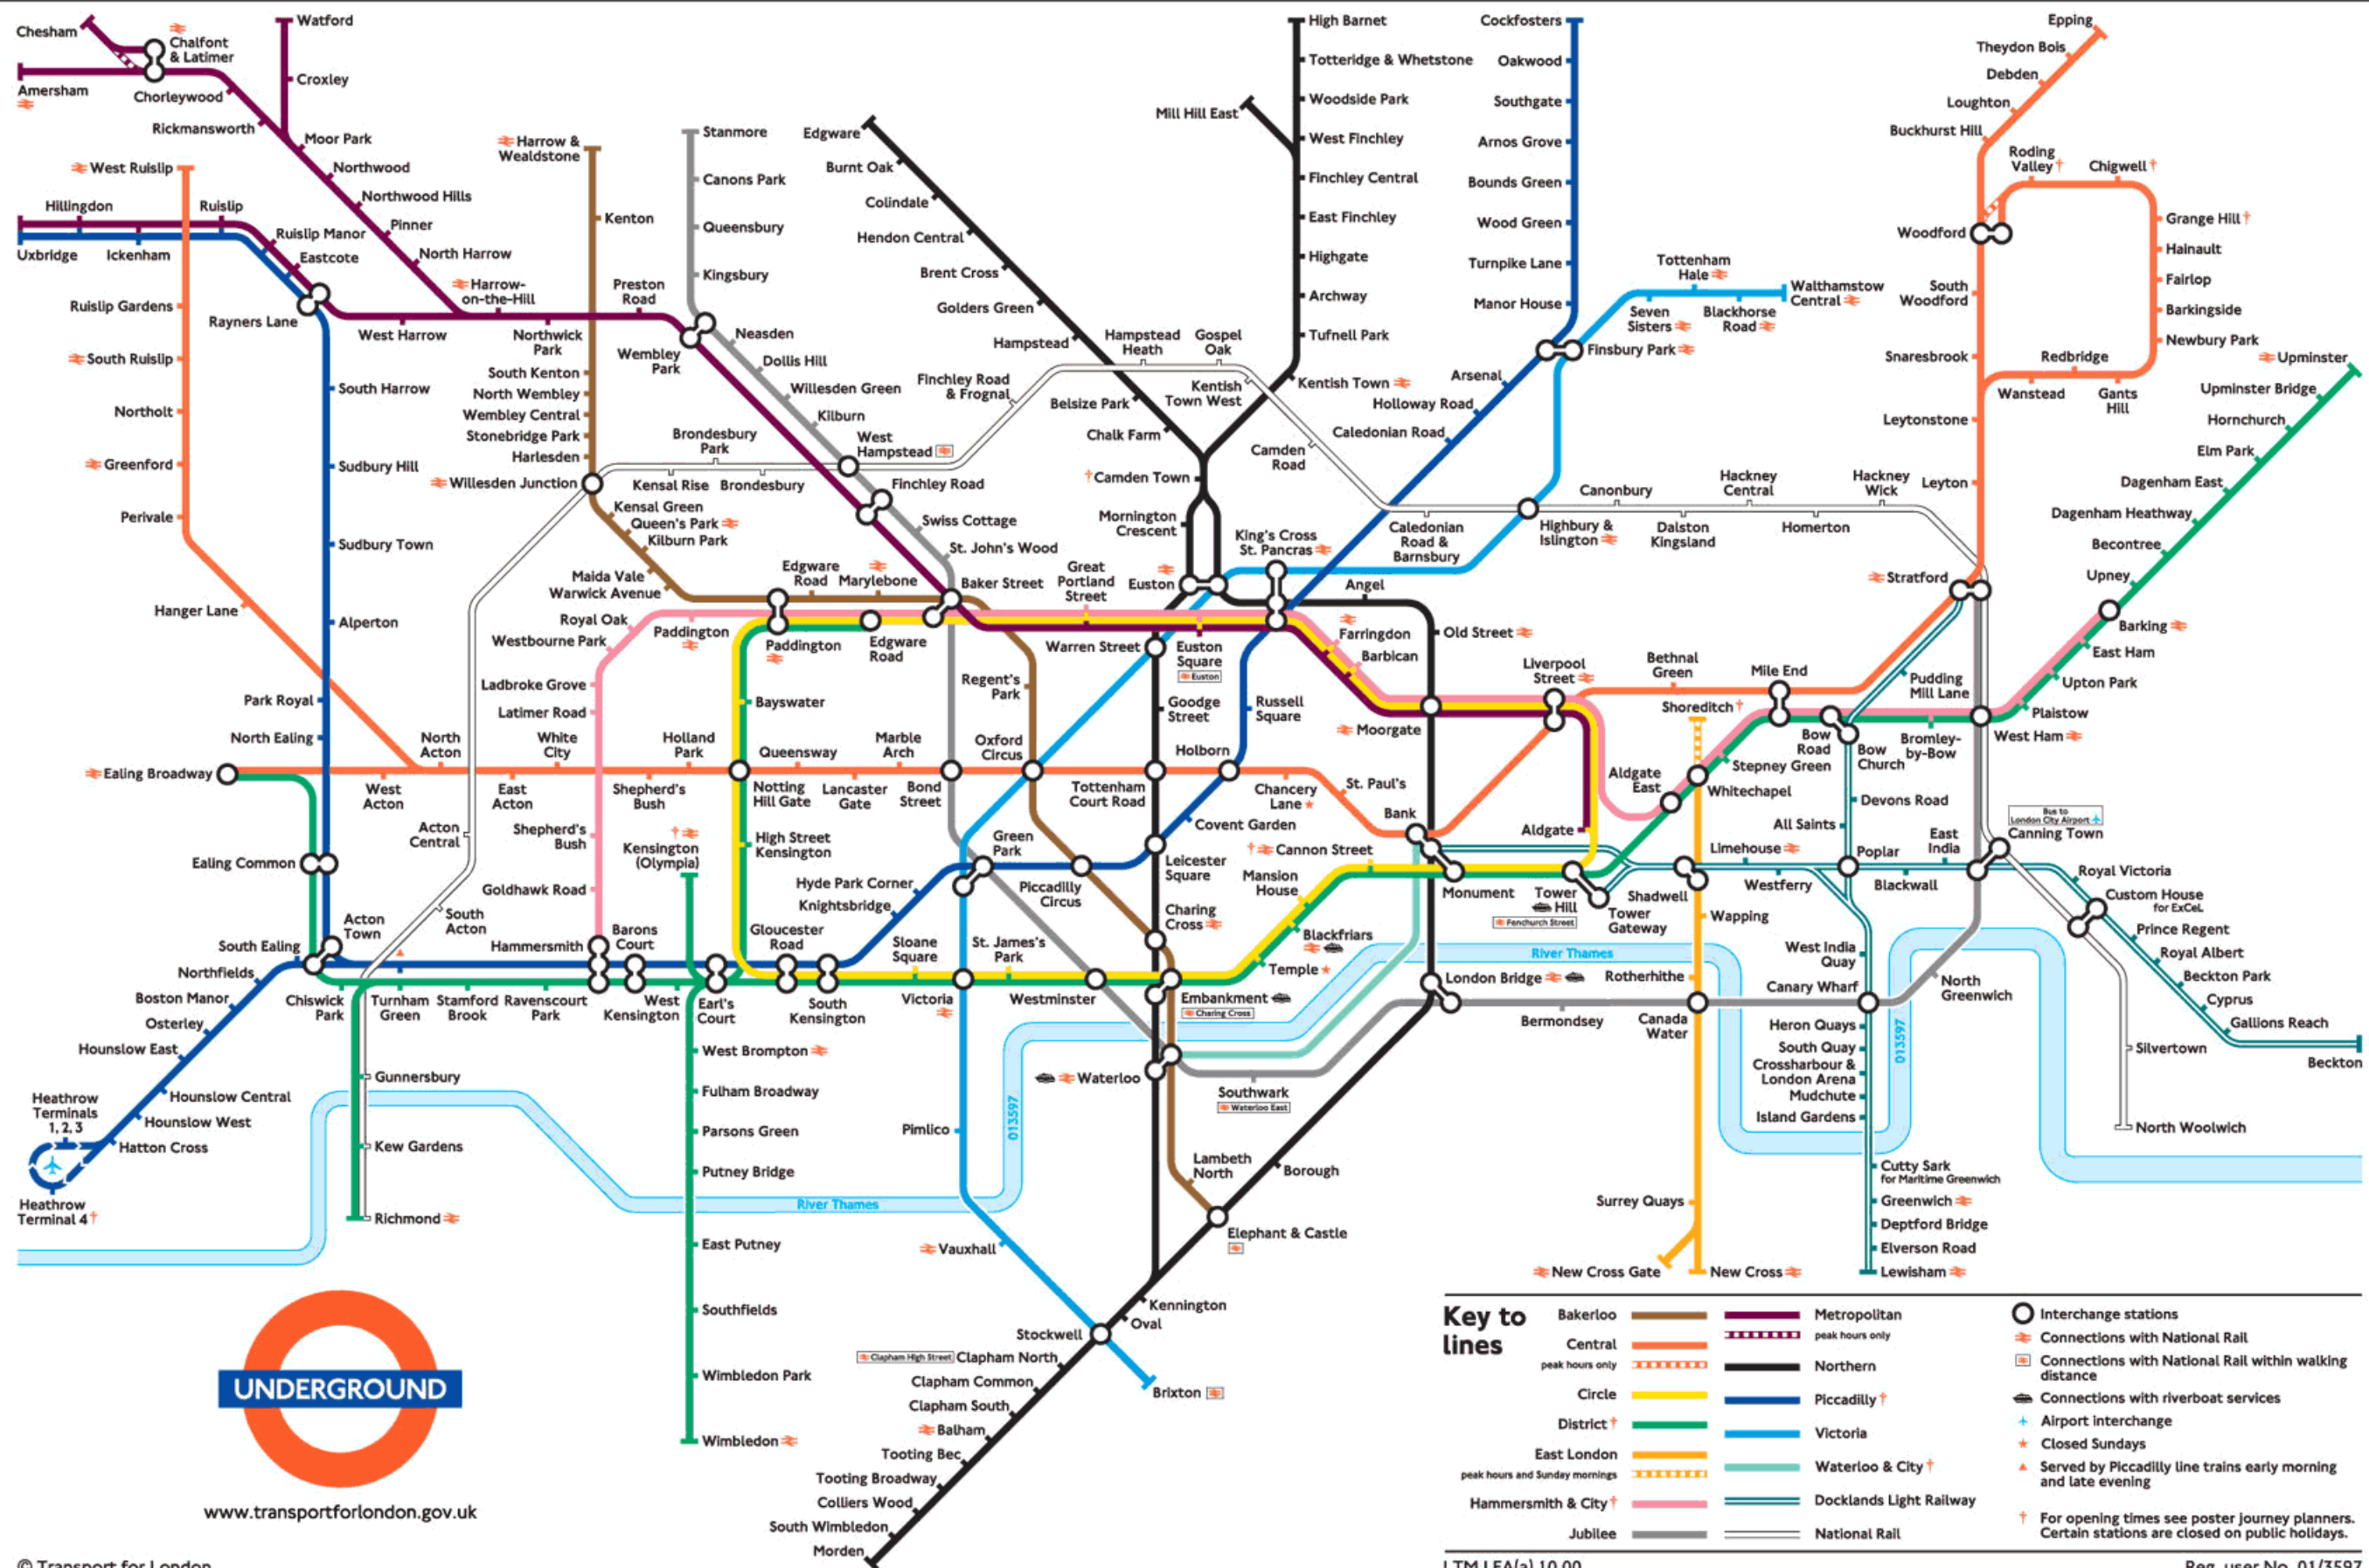 Chesham
Chalfont
& Latimer
Watford
Amersham
Chorleywood
Croxley
Rickmansworth
Moor Park
Northwood
Northwood Hills
Pinner
North Harrow
Harrow-
on-the-Hill
West Ruislip
Hillingdon
Ruislip
Uxbridge
Ickenham
Ruislip Manor
Eastcote
Ruislip Gardens
Rayners Lane
West Harrow
Northwick
Park
Preston
Road
South Ruislip
Northolt
Greenford
Perivale
Hanger Lane
South Harrow
Sudbury Hill
Sudbury Town
Alperton
Park Royal
North Ealing
Harrow &
Wealdstone
Kenton
South Kenton
North Wembley
Wembley Central
Stonebridge Park
Harlesden
Willesden Junction
Kensal Green
Queen's Park
Kilburn Park
Maida Vale
Warwick Avenue
Stanmore
Canons Park
Queensbury
Kingsbury
Wembley
Park
Neasden
Dollis Hill
Willesden Green
Kilburn
West
Hampstead
Finchley Road
Swiss Cottage
St. John's Wood
Brondesbury
Park
Kensal Rise
Brondesbury
Finchley Road
& Frognal
Hampstead
Heath
Gospel
Oak
Kentish
Town West
Camden
Road
Caledonian
Road &
Barnsbury
Edgware
Burnt Oak
Colindale
Hendon Central
Brent Cross
Golders Green
Hampstead
Belsize Park
Chalk Farm
Camden Town
Mornington
Crescent
Euston
Mill Hill East
High Barnet
Totteridge & Whetstone
Woodside Park
West Finchley
Finchley Central
East Finchley
Highgate
Archway
Tufnell Park
Kentish Town
Cockfosters
Oakwood
Southgate
Arnos Grove
Bounds Green
Wood Green
Turnpike Lane
Manor House
Finsbury Park
Arsenal
Holloway Road
Caledonian Road
King's Cross
St. Pancras
Tottenham
Hale
Seven
Sisters
Blackhorse
Road
Walthamstow
Central
Highbury &
Islington
Canonbury
Dalston
Kingsland
Hackney
Central
Homerton
Hackney
Wick
Epping
Theydon Bois
Debden
Loughton
Buckhurst Hill
Roding
Valley †
Chigwell †
Grange Hill †
Hainault
Fairlop
Barkingside
Newbury Park
Woodford
South
Woodford
Snaresbrook
Redbridge
Wanstead
Gants
Hill
Leytonstone
Leyton
Stratford
Upminster
Upminster Bridge
Hornchurch
Elm Park
Dagenham East
Dagenham Heathway
Becontree
Upney
Barking
East Ham
Upton Park
Plaistow
West Ham
Edgware
Road
Marylebone
Baker Street
Great
Portland
Street
Angel
Royal Oak
Westbourne Park
Paddington
Paddington
Edgware
Road
Warren Street
Euston
Square
Euston
Farringdon
Barbican
Old Street
Ladbroke Grove
Latimer Road
Bayswater
Regent's
Park
Goodge
Street
Russell
Square
Moorgate
Liverpool
Street
Bethnal
Green
Mile End
Shoreditch †
Pudding
Mill Lane
Bow
Road
Bow
Church
Bromley-
by-Bow
Stepney Green
Whitechapel
Aldgate
East
Aldgate
Devons Road
All Saints
Ealing Broadway
West
Acton
North
Acton
East
Acton
White
City
Shepherd's
Bush
Holland
Park
Notting
Hill Gate
Queensway
Lancaster
Gate
Marble
Arch
Bond
Street
Oxford
Circus
Tottenham
Court Road
Holborn
Chancery
Lane
St. Paul's
Bank
Acton
Central
Shepherd's
Bush
Goldhawk Road
Kensington
(Olympia)
High Street
Kensington
Green
Park
Hyde Park Corner
Knightsbridge
Piccadilly
Circus
Covent Garden
Leicester
Square
Cannon Street
Mansion
House
Monument
Tower
Hill
Fenchurch Street
Tower
Gateway
Shadwell
Limehouse
Westferry
Poplar
Blackwall
East
India
Bus to
London City Airport
Canning Town
Royal Victoria
Custom House
for ExCeL
Prince Regent
Royal Albert
Beckton Park
Cyprus
Gallions Reach
Beckton
Silvertown
North Woolwich
Ealing Common
Acton
Town
South
Acton
South Ealing
Northfields
Boston Manor
Osterley
Hounslow East
Hounslow Central
Hounslow West
Hatton Cross
Heathrow
Terminals
1, 2, 3
Heathrow
Terminal 4 †
Chiswick
Park
Turnham
Green
Stamford
Brook
Ravenscourt
Park
Hammersmith
Barons
Court
West
Kensington
Earl's
Court
Gloucester
Road
South
Kensington
Sloane
Square
Victoria
St. James's
Park
Westminster
Charing
Cross
Embankment
Charing Cross
Temple
Blackfriars
River Thames
London Bridge
Bermondsey
Wapping
Rotherhithe
Canada
Water
West India
Quay
Canary Wharf
North
Greenwich
Heron Quays
South Quay
Crossharbour &
London Arena
Mudchute
Island Gardens
013597
Cutty Sark
for Maritime Greenwich
Greenwich
Deptford Bridge
Elverson Road
Lewisham
Surrey Quays
New Cross Gate
New Cross
Gunnersbury
Kew Gardens
Richmond
West Brompton
Fulham Broadway
Parsons Green
Putney Bridge
East Putney
Southfields
Wimbledon Park
Wimbledon
River Thames
013597
Pimlico
Vauxhall
Waterloo
Southwark
Waterloo East
Lambeth
North
Borough
Elephant & Castle
Kennington
Oval
Stockwell
Brixton
Clapham High Street
Clapham North
Clapham Common
Clapham South
Balham
Tooting Bec
Tooting Broadway
Colliers Wood
South Wimbledon
Morden
UNDERGROUND
www.transportforlondon.gov.uk
© Transport for London
Key to
lines
Bakerloo
Central
peak hours only
Circle
District †
East London
peak hours and Sunday mornings
Hammersmith & City †
Jubilee
Metropolitan
peak hours only
Northern
Piccadilly †
Victoria
Waterloo & City †
Docklands Light Railway
National Rail
Interchange stations
Connections with National Rail
Connections with National Rail within walking
distance
Connections with riverboat services
Airport interchange
Closed Sundays
Served by Piccadilly line trains early morning
and late evening
† For opening times see poster journey planners.
Certain stations are closed on public holidays.
LTM LFA(a) 10.00
Reg. user No. 01/3597